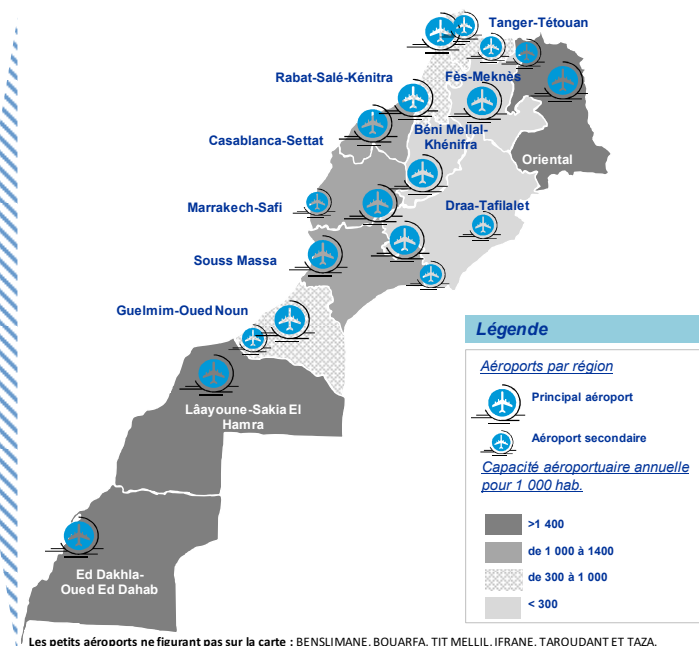 Tanger-Tétouan
Rabat-Salé-Kénitra
Fès-Meknès
Casablanca-Settat
Béni Mellal-
Khénifra
Oriental
Marrakech-Safi
Draa-Tafilalet
Souss Massa
Guelmim-Oued Noun
Lâayoune-Sakia El
Hamra
Ed Dakhla-
Oued Ed Dahab
Légende
Aéroports par région
Principal aéroport
Aéroport secondaire
Capacité aéroportuaire annuelle
pour 1 000 hab.
>1 400
de 1 000 à 1400
de 300 à 1 000
< 300
Les petits aéroports ne figurant pas sur la carte : BENSLIMANE, BOUARFA, TIT MELLIL, IFRANE, TAROUDANT ET TAZA.